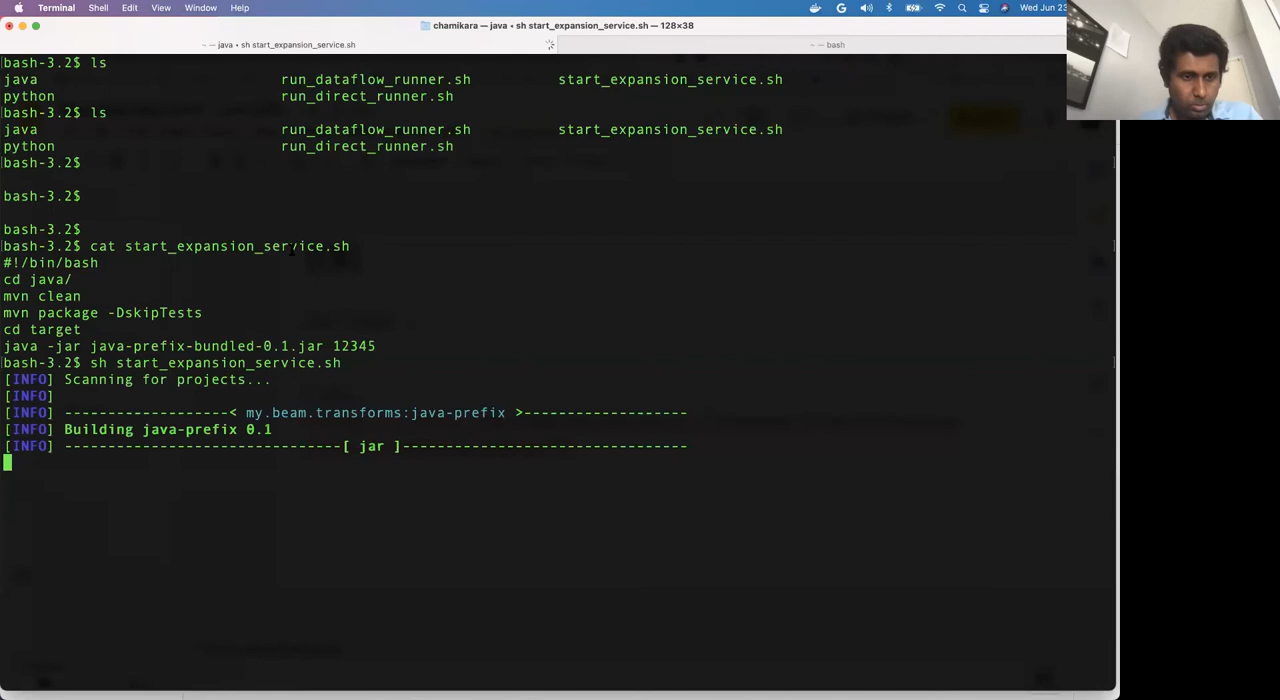 Terminal Shell Edit View Window Help
Wed Jun 23
chamikara — java • sh start_expansion_service.sh — 128×38
~ — java • sh start_expansion_service.sh
~ — bash
bash-3.2$ ls
java run_dataflow_runner.sh start_expansion_service.sh
python run_direct_runner.sh
bash-3.2$ ls
java run_dataflow_runner.sh start_expansion_service.sh
python run_direct_runner.sh
bash-3.2$
bash-3.2$
bash-3.2$
bash-3.2$ cat start_expansion_service.sh
#!/bin/bash
cd java/
mvn clean
mvn package -DskipTests
cd target
java -jar java-prefix-bundled-0.1.jar 12345
bash-3.2$ sh start_expansion_service.sh
[INFO] Scanning for projects...
[INFO]
[INFO] -------------------< my.beam.transforms:java-prefix >-------------------
[INFO] Building java-prefix 0.1
[INFO] --------------------------------[ jar ]---------------------------------